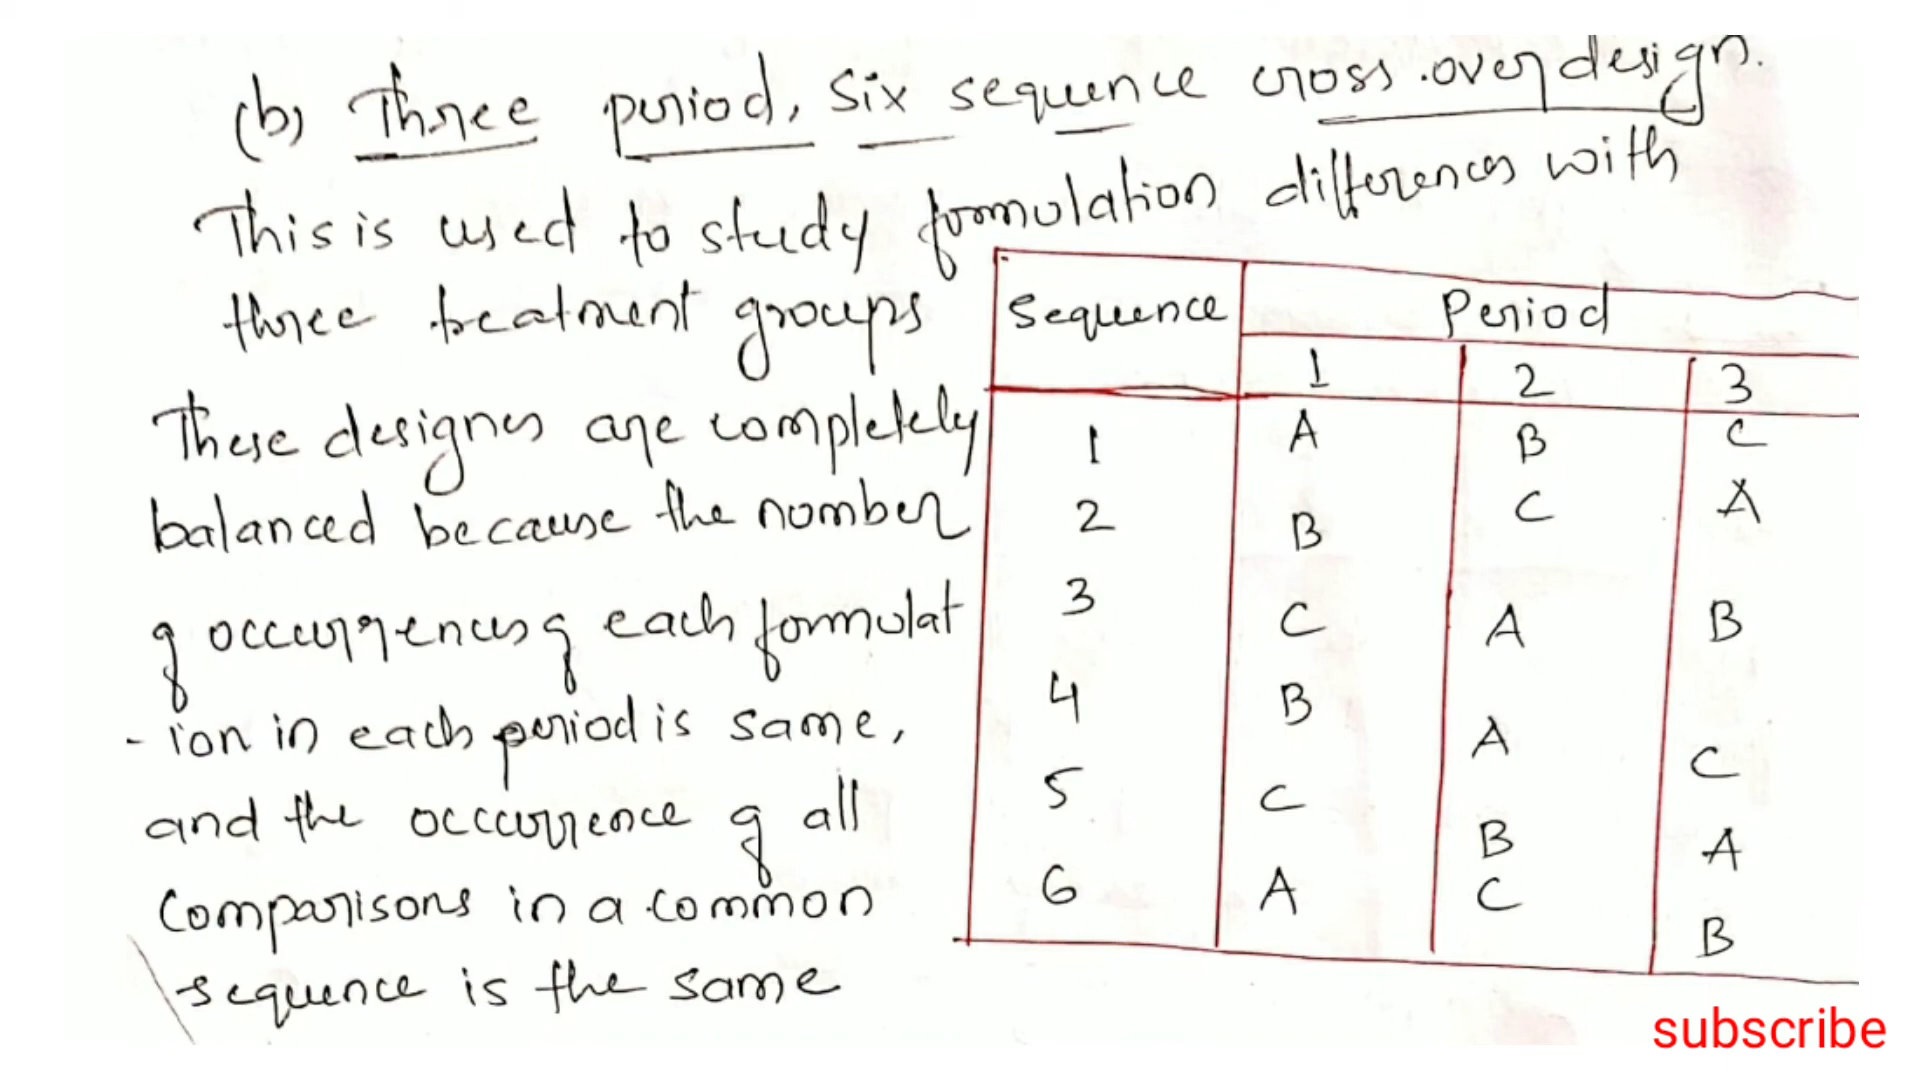 (b) Three period, six sequence cross-over design.
This is used to study formulation differences with
three treatment groups
These designes are completely
balanced because the number
of occurrences of each formulat
- ion in each period is same,
and the occurrence of all
comparisons in a common
sequence is the same
Sequence Period
1 2 3
1 A B C
2 B C A
3 C A B
4 B A C
5 C B A
6 A C B
subscribe